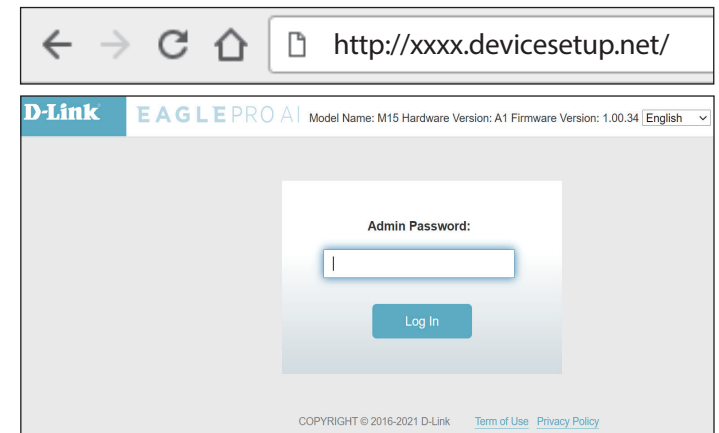 http://xxxx.devicesetup.net/
D-Link EAGLE PRO AI Model Name: M15 Hardware Version: A1 Firmware Version: 1.00.34 English
Admin Password:
Log In
COPYRIGHT © 2016-2021 D-Link Term of Use Privacy Policy